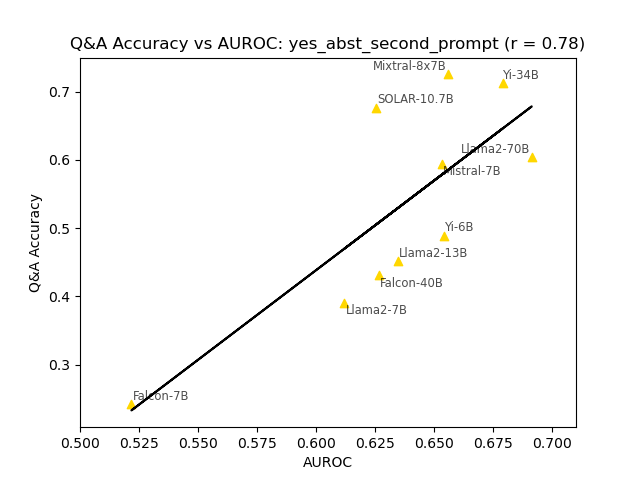 Q&A Accuracy vs AUROC: yes_abst_second_prompt (r = 0.78)
Mixtral-8x7B
Yi-34B
0.7
SOLAR-10.7B
0.6
Llama2-70B
Mistral-7B
0.5
Yi-6B
Q&A Accuracy
Llama2-13B
Falcon-40B
0.4
Llama2-7B
0.3
Falcon-7B
0.500 0.525 0.550 0.575 0.600 0.625 0.650 0.675 0.700
AUROC